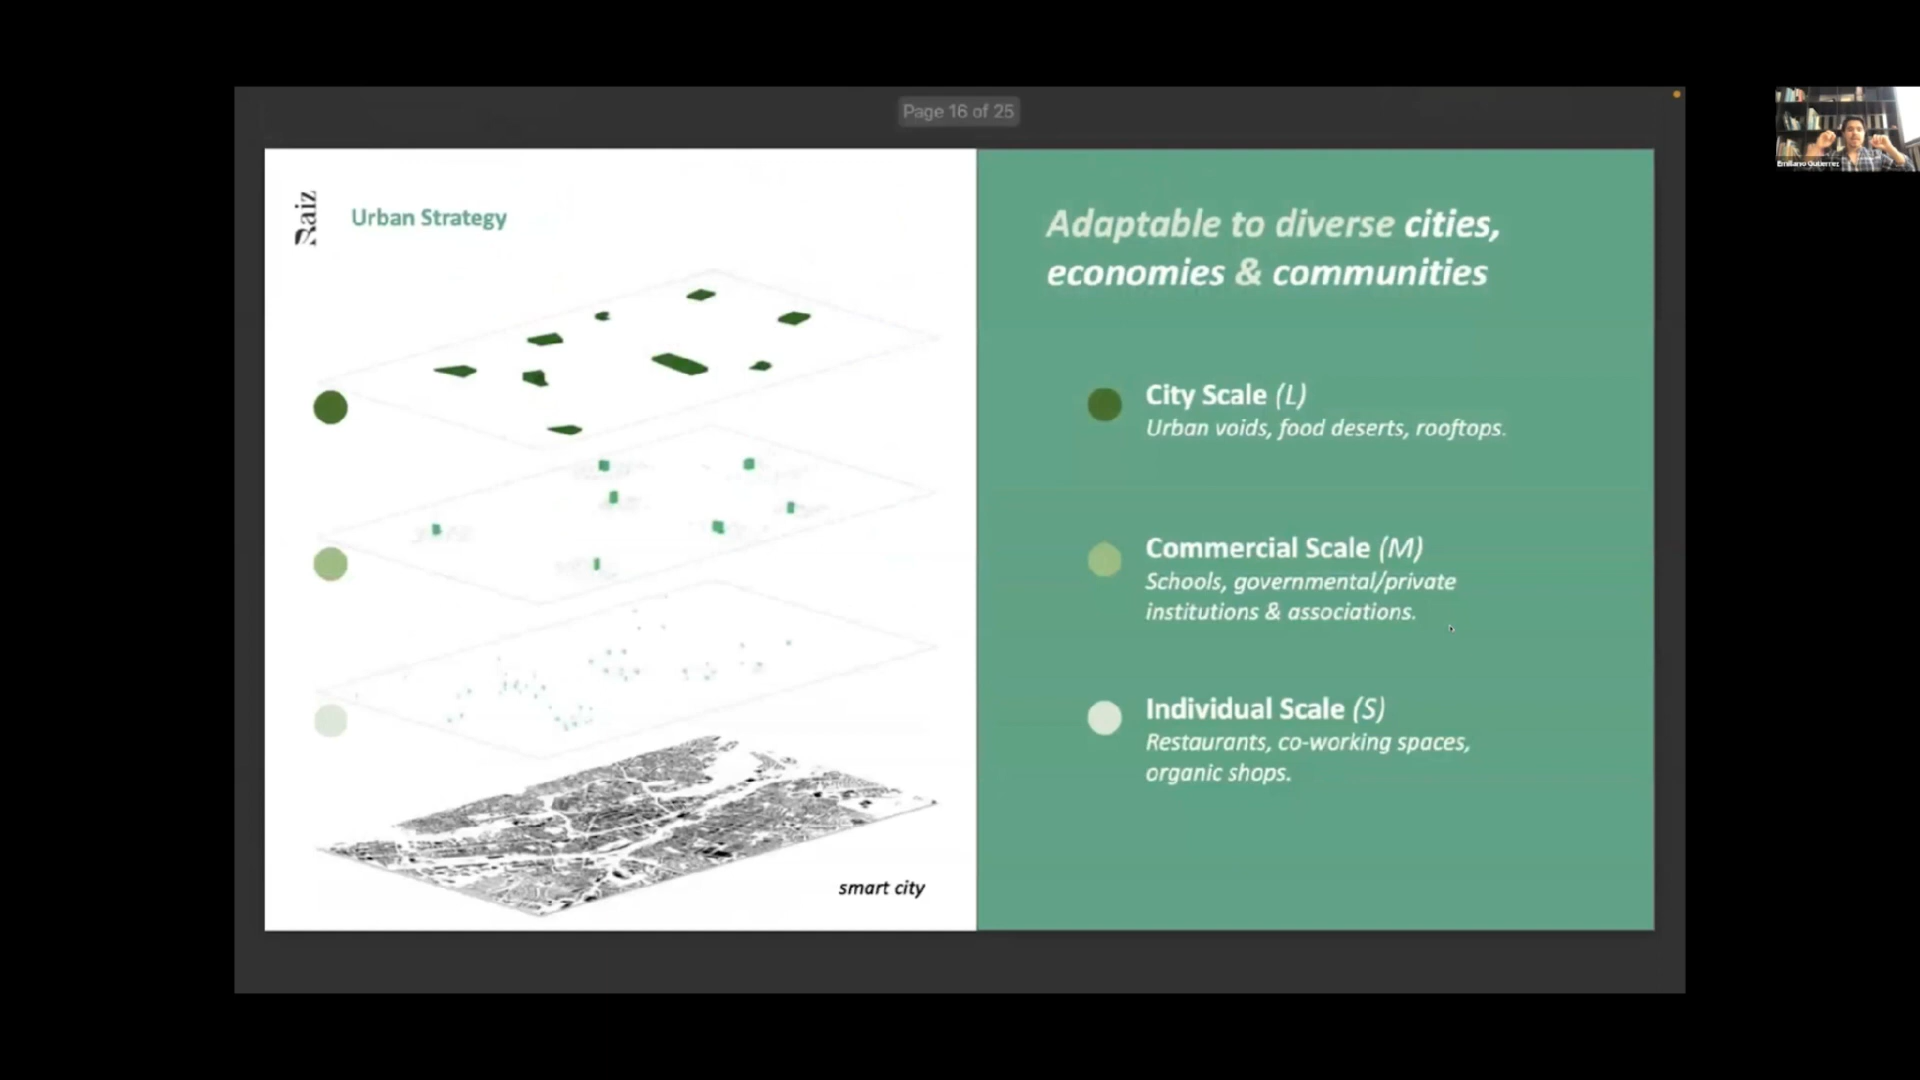 Page 16 of 25
Raiz
Urban Strategy
smart city
Adaptable to diverse cities,
economies & communities
City Scale (L)
Urban voids, food deserts, rooftops.
Commercial Scale (M)
Schools, governmental/private
institutions & associations.
Individual Scale (S)
Restaurants, co-working spaces,
organic shops.
Emiliano Gutierrez